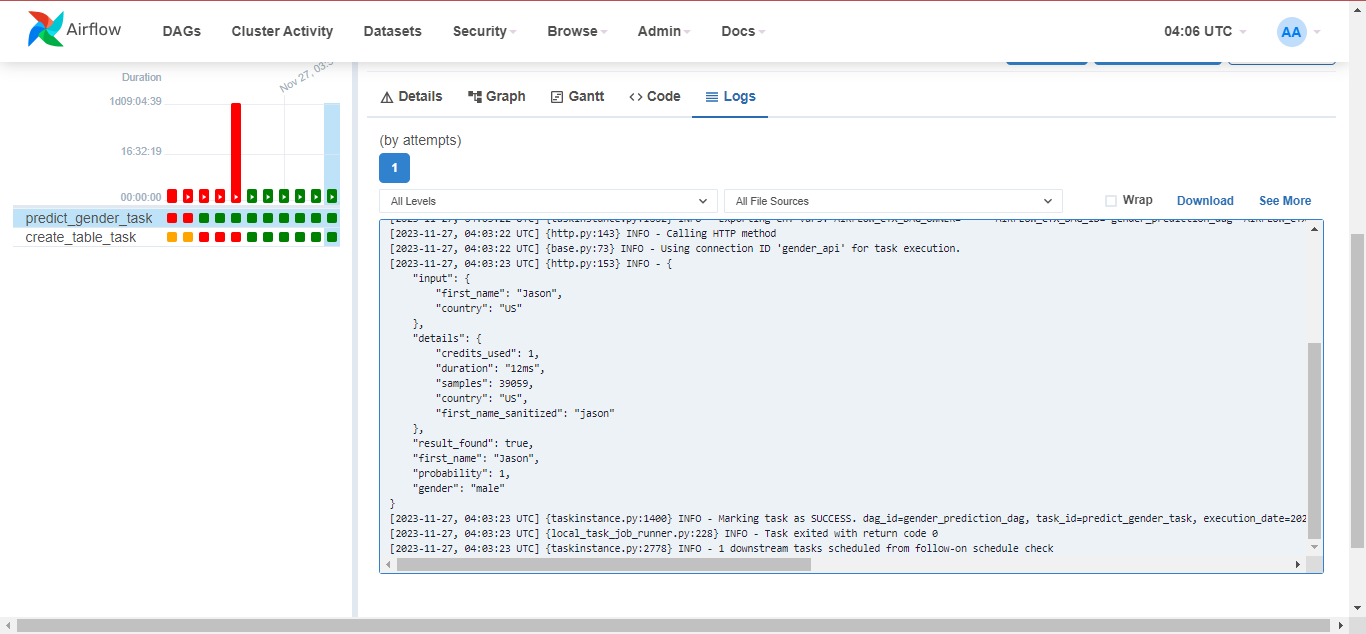 Airflow
DAGs
Cluster Activity
Datasets
Security
Browse
Admin
Docs
04:06 UTC
AA
Duration
Nov 27, 03:
1d09:04:39
16:32:19
00:00:00
predict_gender_task
create_table_task
Details
Graph
Gantt
Code
Logs
(by attempts)
1
All Levels
All File Sources
Wrap
Download
See More
[2023-11-27, 04:03:22 UTC] {http.py:143} INFO - Calling HTTP method
[2023-11-27, 04:03:22 UTC] {base.py:73} INFO - Using connection ID 'gender_api' for task execution.
[2023-11-27, 04:03:23 UTC] {http.py:153} INFO - {
"input": {
"first_name": "Jason",
"country": "US"
},
"details": {
"credits_used": 1,
"duration": "12ms",
"samples": 39059,
"country": "US",
"first_name_sanitized": "jason"
},
"result_found": true,
"first_name": "Jason",
"probability": 1,
"gender": "male"
}
[2023-11-27, 04:03:23 UTC] {taskinstance.py:1400} INFO - Marking task as SUCCESS. dag_id=gender_prediction_dag, task_id=predict_gender_task, execution_date=202
[2023-11-27, 04:03:23 UTC] {local_task_job_runner.py:228} INFO - Task exited with return code 0
[2023-11-27, 04:03:23 UTC] {taskinstance.py:2778} INFO - 1 downstream tasks scheduled from follow-on schedule check